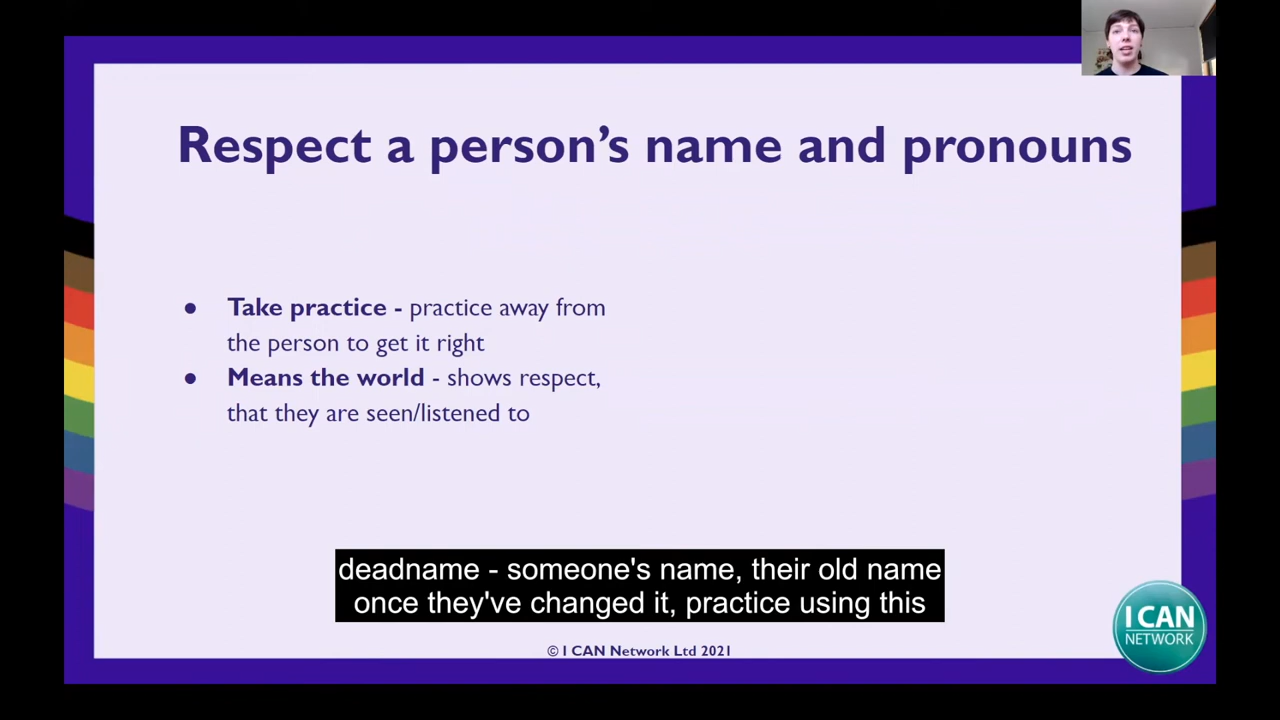 Respect a person’s name and pronouns
● Take practice - practice away from
the person to get it right
● Means the world - shows respect,
that they are seen/listened to
deadname - someone's name, their old name
once they've changed it, practice using this
© I CAN Network Ltd 2021
I CAN
NETWORK